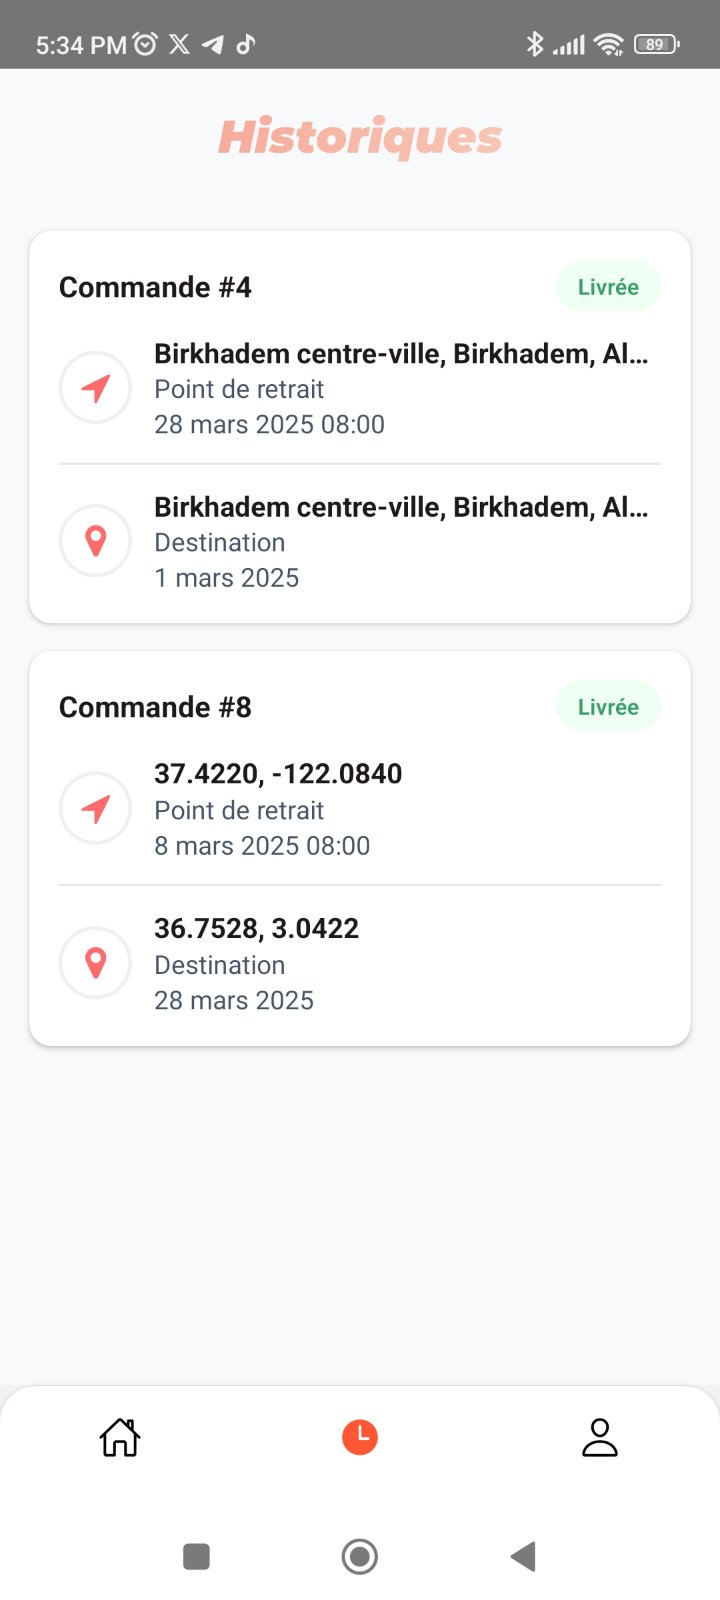 5:34 PM
89
Historiques
Commande #4
Livrée
Birkhadem centre-ville, Birkhadem, Al...
Point de retrait
28 mars 2025 08:00
Birkhadem centre-ville, Birkhadem, Al...
Destination
1 mars 2025
Commande #8
Livrée
37.4220, -122.0840
Point de retrait
8 mars 2025 08:00
36.7528, 3.0422
Destination
28 mars 2025